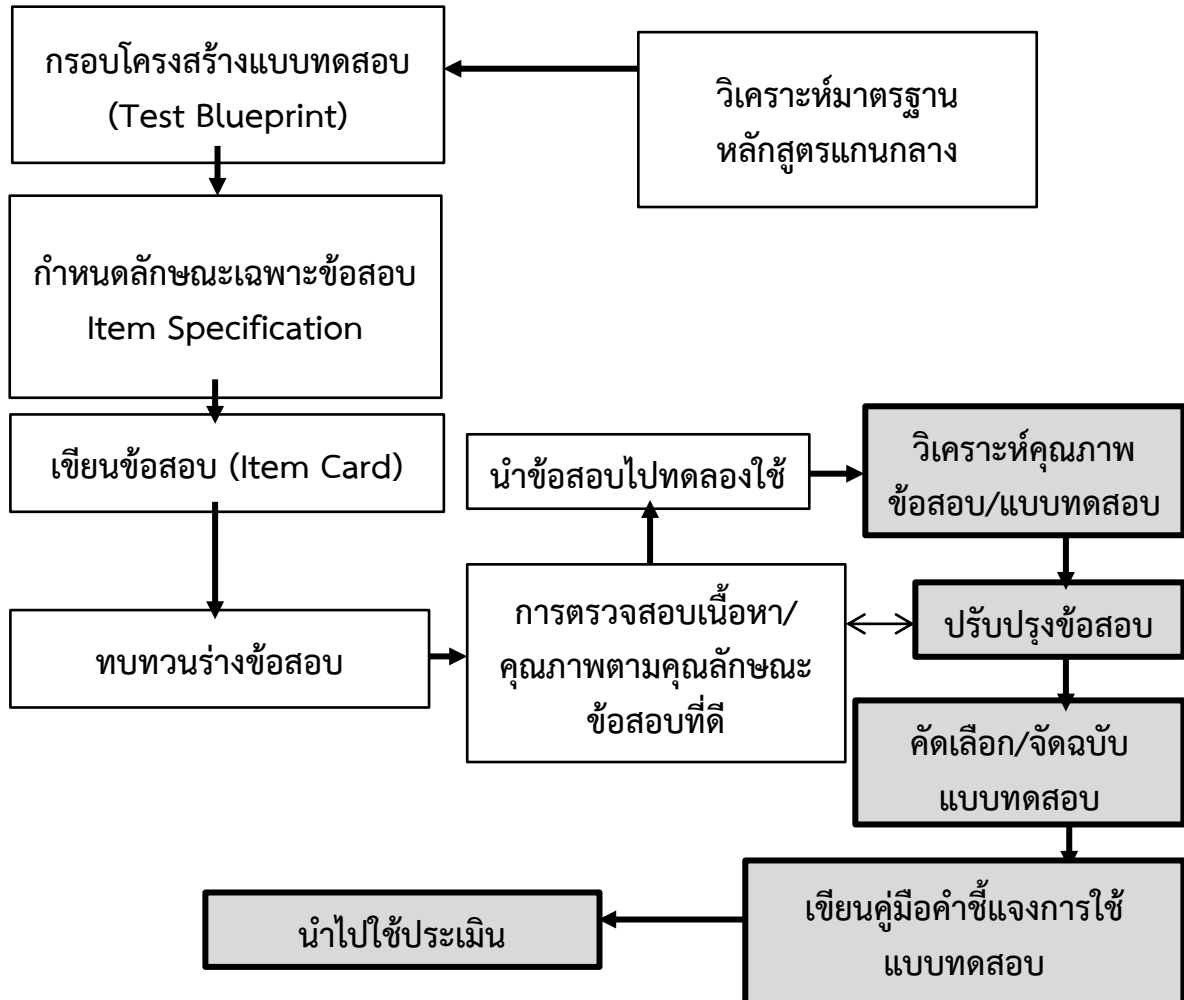 กรอบโครงสร้างแบบทดสอบ
(Test Blueprint)
วิเคราะห์มาตรฐาน
หลักสูตรแกนกลาง
กำหนดลักษณะเฉพาะข้อสอบ
Item Specification
เขียนข้อสอบ (Item Card)
นำข้อสอบไปทดลองใช้
วิเคราะห์คุณภาพ
ข้อสอบ/แบบทดสอบ
ทบทวนร่างข้อสอบ
การตรวจสอบเนื้อหา/
คุณภาพตามคุณลักษณะ
ข้อสอบที่ดี
ปรับปรุงข้อสอบ
คัดเลือก/จัดฉบับ
แบบทดสอบ
เขียนคู่มือคำชี้แจงการใช้
แบบทดสอบ
นำไปใช้ประเมิน